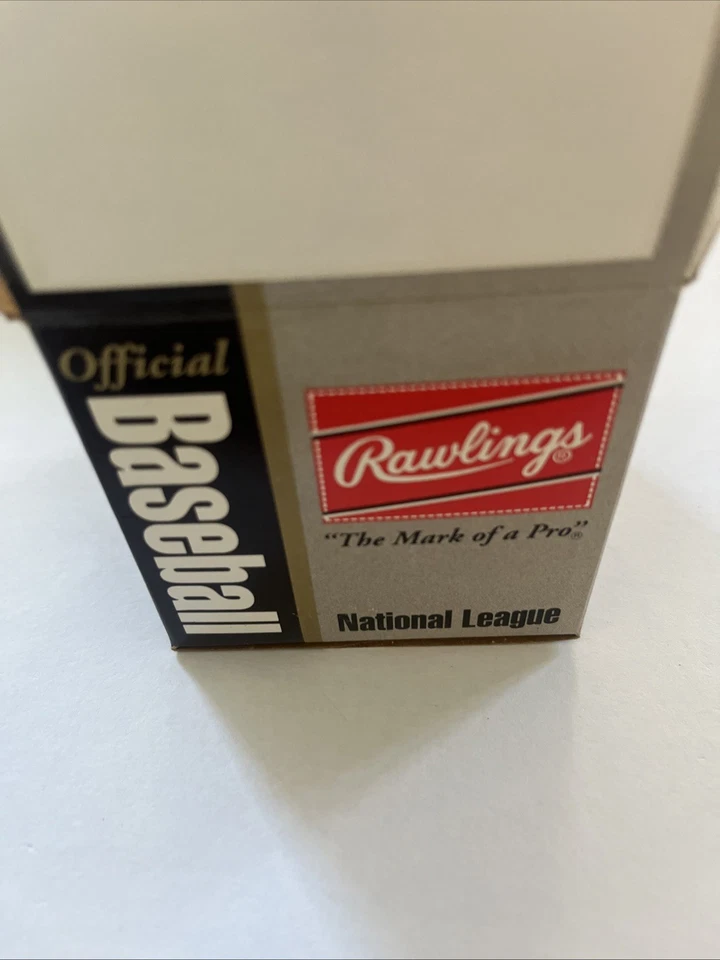 Official
Baseball
Rawlings®
“The Mark of a Pro”®
National League